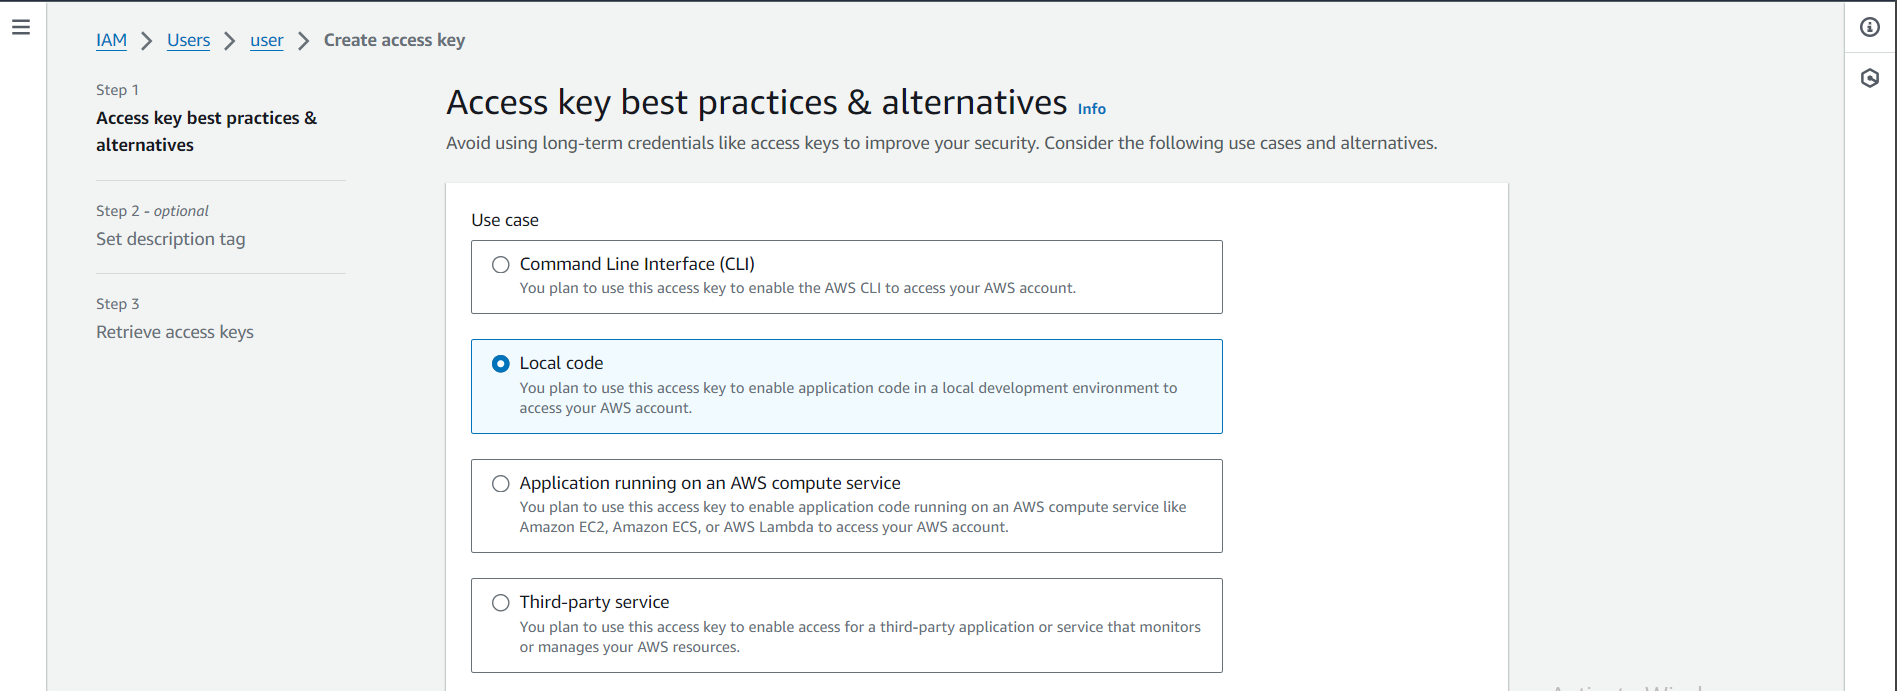 IAM > Users > user > Create access key
Step 1
Access key best practices &
alternatives
Step 2 - optional
Set description tag
Step 3
Retrieve access keys
Access key best practices & alternatives Info
Avoid using long-term credentials like access keys to improve your security. Consider the following use cases and alternatives.
Use case
Command Line Interface (CLI)
You plan to use this access key to enable the AWS CLI to access your AWS account.
Local code
You plan to use this access key to enable application code in a local development environment to
access your AWS account.
Application running on an AWS compute service
You plan to use this access key to enable application code running on an AWS compute service like
Amazon EC2, Amazon ECS, or AWS Lambda to access your AWS account.
Third-party service
You plan to use this access key to enable access for a third-party application or service that monitors
or manages your AWS resources.